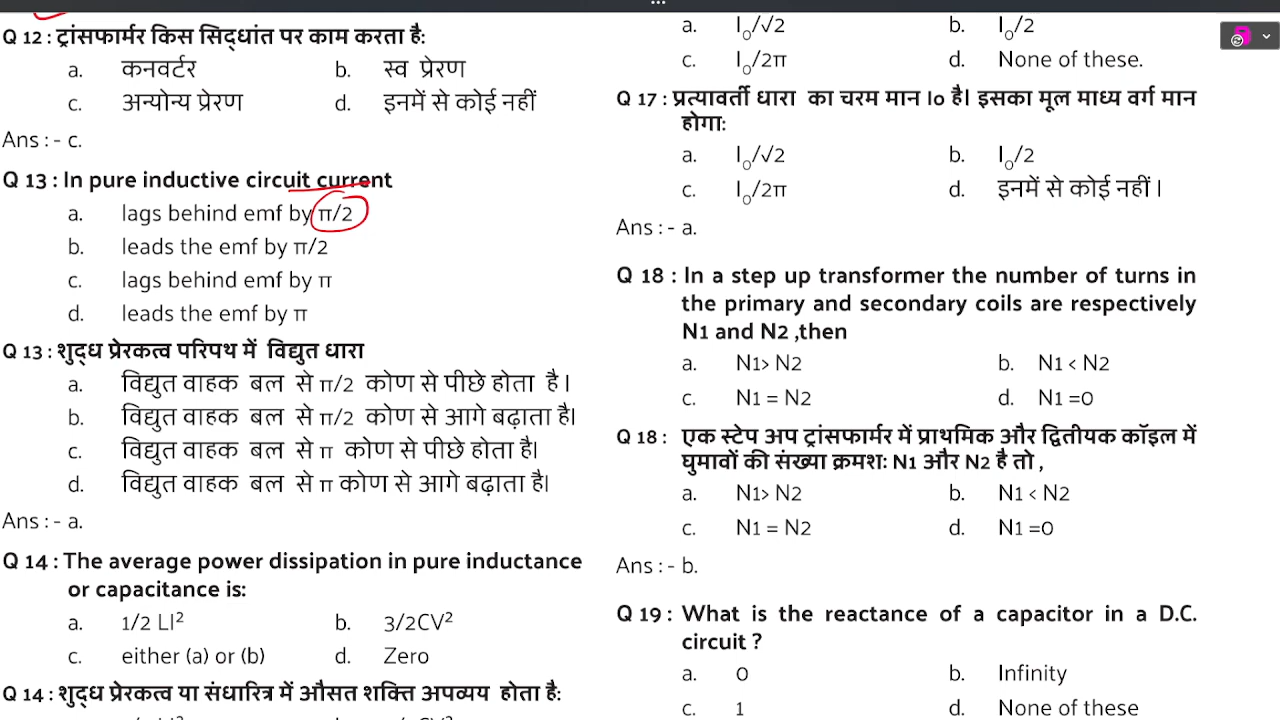 Q 12 : ट्रांसफार्मर किस सिद्धांत पर काम करता है:
a. कनवर्टर b. स्व प्रेरण
c. अन्योन्य प्रेरण d. इनमें से कोई नहीं
Ans : - c.
Q 13 : In pure inductive circuit current
a. lags behind emf by π/2
b. leads the emf by π/2
c. lags behind emf by π
d. leads the emf by π
Q 13 : शुद्ध प्रेरकत्व परिपथ में विद्युत धारा
a. विद्युत वाहक बल से π/2 कोण से पीछे होता है ।
b. विद्युत वाहक बल से π/2 कोण से आगे बढ़ाता है।
c. विद्युत वाहक बल से π कोण से पीछे होता है।
d. विद्युत वाहक बल से π कोण से आगे बढ़ाता है।
Ans : - a.
Q 14 : The average power dissipation in pure inductance
or capacitance is:
a. 1/2 LI² b. 3/2CV²
c. either (a) or (b) d. Zero
Q 14 : शुद्ध प्रेरकत्व या संधारित्र में औसत शक्ति अपव्यय होता है:
a. I₀/√2 b. I₀/2
c. I₀/2π d. None of these.
Q 17 : प्रत्यावर्ती धारा का चरम मान Io है। इसका मूल माध्य वर्ग मान
होगा:
a. I₀/√2 b. I₀/2
c. I₀/2π d. इनमें से कोई नहीं ।
Ans : - a.
Q 18 : In a step up transformer the number of turns in
the primary and secondary coils are respectively
N1 and N2 ,then
a. N1> N2 b. N1 < N2
c. N1 = N2 d. N1 =0
Q 18 : एक स्टेप अप ट्रांसफार्मर में प्राथमिक और द्वितीयक कॉइल में
घुमावों की संख्या क्रमश: N1 और N2 है तो ,
a. N1> N2 b. N1 < N2
c. N1 = N2 d. N1 =0
Ans : - b.
Q 19 : What is the reactance of a capacitor in a D.C.
circuit ?
a. 0 b. Infinity
c. 1 d. None of these